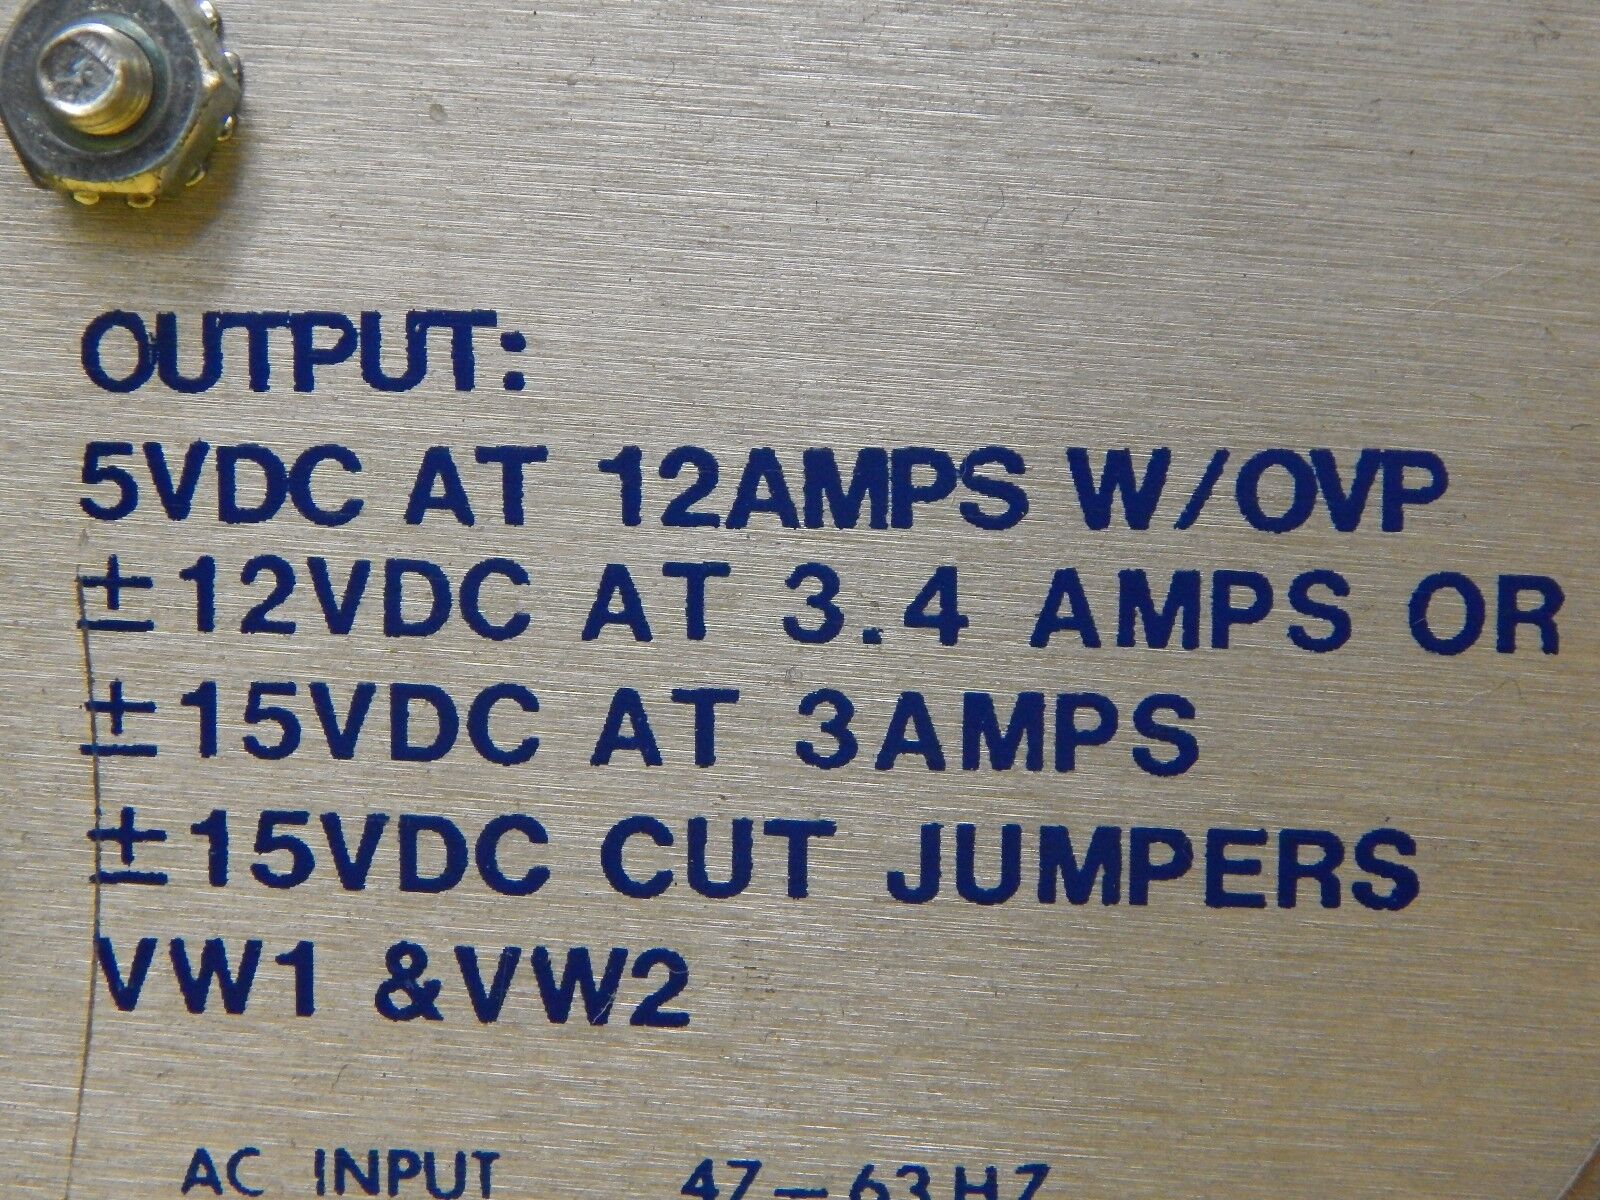 OUTPUT:
5VDC AT 12AMPS W/OVP
±12VDC AT 3.4 AMPS OR
±15VDC AT 3AMPS
±15VDC CUT JUMPERS
VW1 &VW2
AC INPUT 47-63HZ